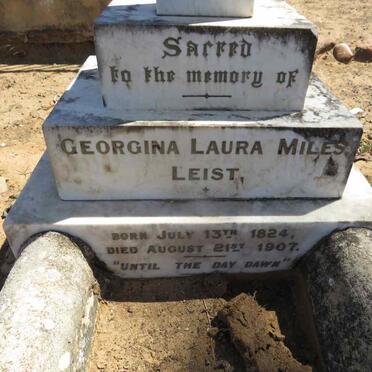 Sacred
to the memory of
GEORGINA LAURA MILES
LEIST.
BORN JULY 13TH 1824,
DIED AUGUST 21ST 1907.
"UNTIL THE DAY DAWN"